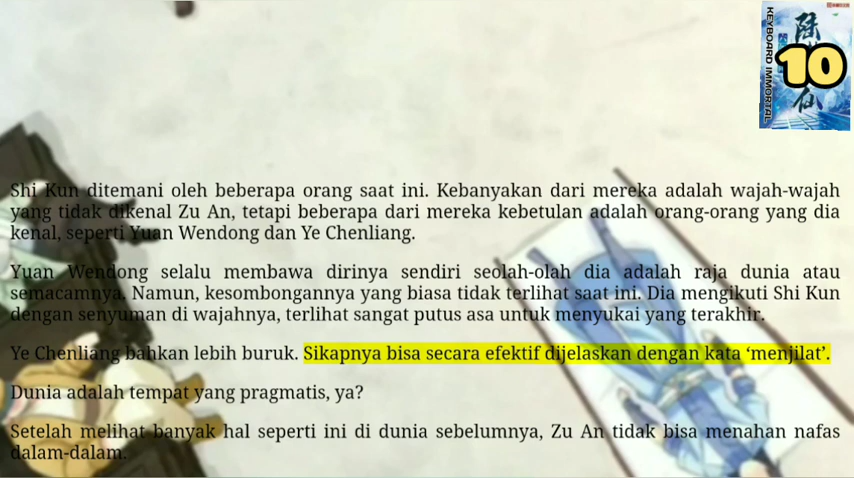 KEYBOARD IMMORTAL
10
Shi Kun ditemani oleh beberapa orang saat ini. Kebanyakan dari mereka adalah wajah-wajah
yang tidak dikenal Zu An, tetapi beberapa dari mereka kebetulan adalah orang-orang yang dia
kenal, seperti Yuan Wendong dan Ye Chenliang.
Yuan Wendong selalu membawa dirinya sendiri seolah-olah dia adalah raja dunia atau
semacamnya. Namun, kesombongannya yang biasa tidak terlihat saat ini. Dia mengikuti Shi Kun
dengan senyuman di wajahnya, terlihat sangat putus asa untuk menyukai yang terakhir.
Ye Chenliang bahkan lebih buruk. Sikapnya bisa secara efektif dijelaskan dengan kata ‘menjilat’.
Dunia adalah tempat yang pragmatis, ya?
Setelah melihat banyak hal seperti ini di dunia sebelumnya, Zu An tidak bisa menahan nafas
dalam-dalam.